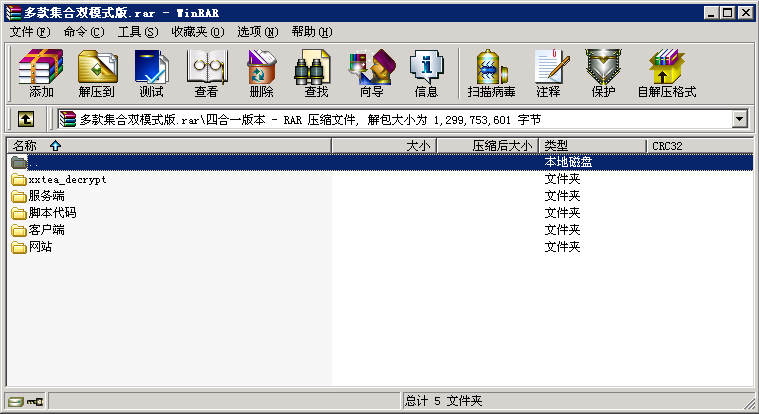 多款集合双模式版.rar - WinRAR
文件(F) 命令(C) 工具(S) 收藏夹(O) 选项(N) 帮助(H)
添加 解压到 测试 查看 删除 查找 向导 信息 扫描病毒 注释 保护 自解压格式
多款集合双模式版.rar\四合一版本 - RAR 压缩文件, 解包大小为 1,299,753,601 字节
名称 大小 压缩后大小 类型 CRC32
.. 本地磁盘
xxtea_decrypt 文件夹
服务端 文件夹
脚本代码 文件夹
客户端 文件夹
网站 文件夹
总计 5 文件夹